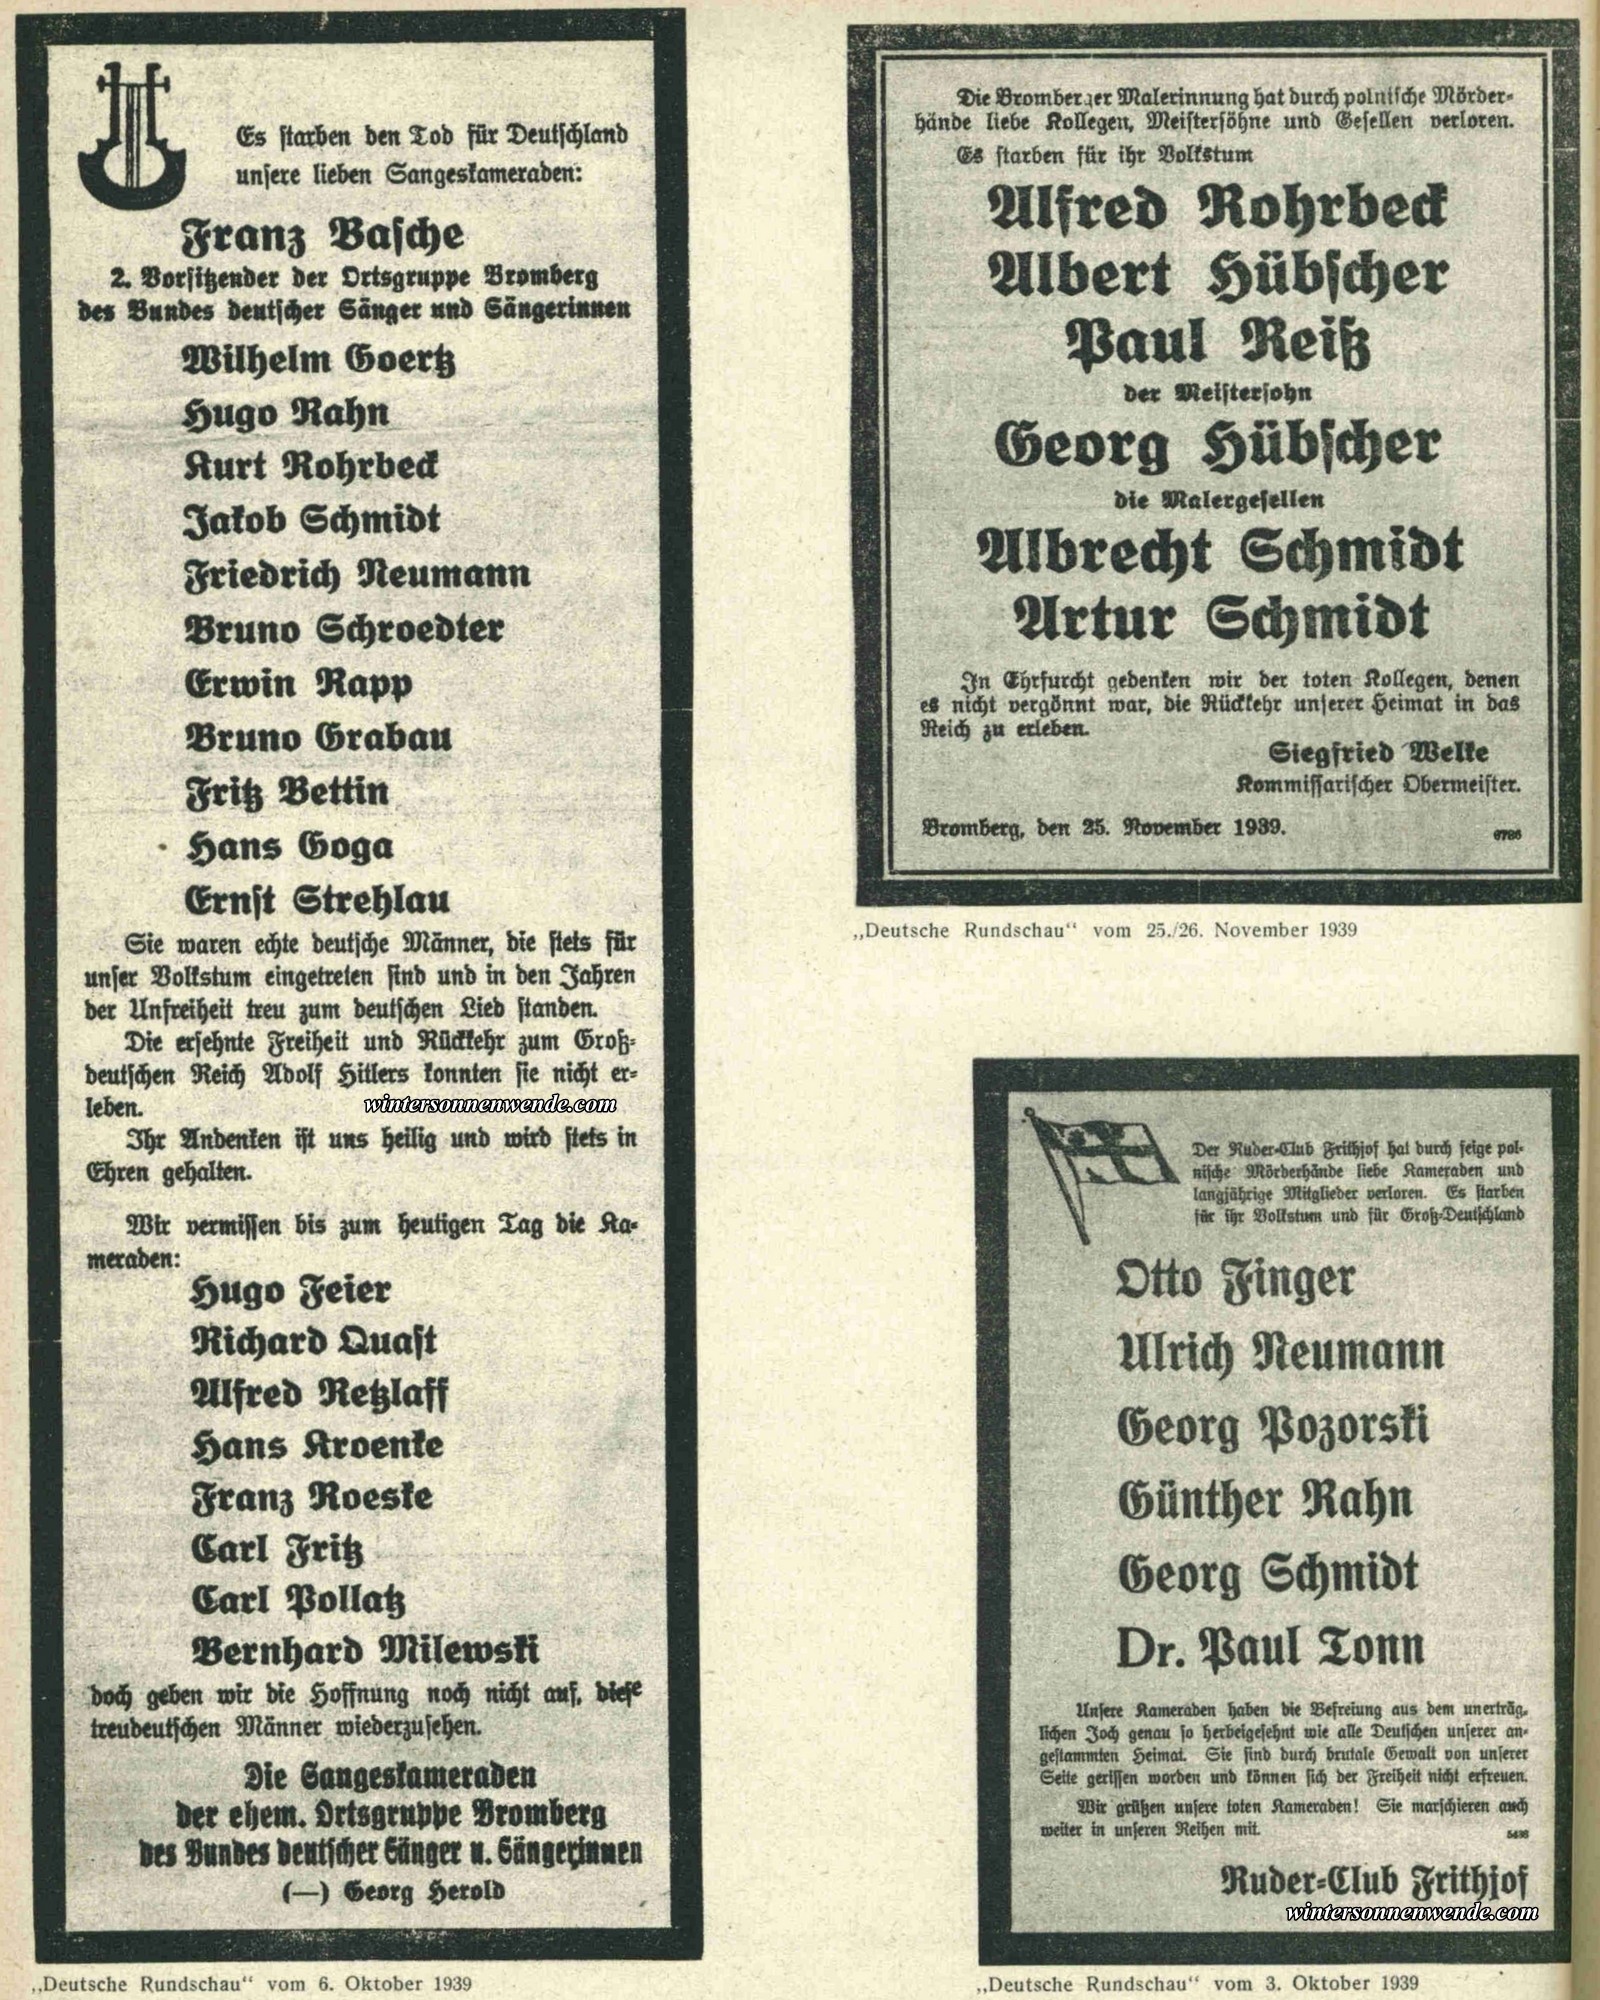 Es starben den Tod für Deutschland
unsere lieben Sangeskameraden:
Franz Basche
2. Vorsitzender der Ortsgruppe Bromberg
des Bundes deutscher Sänger und Sängerinnen
Wilhelm Goertz
Hugo Rahn
Kurt Rohrbeck
Jakob Schmidt
Friedrich Neumann
Bruno Schroedter
Erwin Rapp
Bruno Grabau
Fritz Bettin
Hans Goga
Ernst Strehlau
Sie waren echte deutsche Männer, die stets für
unser Volkstum eingetreten sind und in den Jahren
der Unfreiheit treu zum deutschen Lied standen.
Die ersehnte Freiheit und Rückkehr zum Groß-
deutschen Reich Adolf Hitlers konnten sie nicht er-
leben.
wintersonnenwende.com
Ihr Andenken ist uns heilig und wird stets in
Ehren gehalten.
Wir vermissen bis zum heutigen Tag die Ka-
meraden:
Hugo Feier
Richard Quast
Alfred Retzlaff
Hans Kroenke
Franz Roeske
Carl Fritz
Carl Pollatz
Bernhard Milewski
doch geben wir die Hoffnung noch nicht auf, diese
treudeutschen Männer wiederzusehen.
Die Sangeskameraden
der ehem. Ortsgruppe Bromberg
des Bundes deutscher Sänger u. Sängerinnen
(—) Georg Herold
„Deutsche Rundschau“ vom 6. Oktober 1939
Die Bromberger Malerinnung hat durch polnische Mörder-
hände liebe Kollegen, Meistersöhne und Gesellen verloren.
Es starben für ihr Volkstum
Alfred Rohrbeck
Albert Hübscher
Paul Reiß
der Meistersohn
Georg Hübscher
die Malergesellen
Albrecht Schmidt
Artur Schmidt
In Ehrfurcht gedenken wir der toten Kollegen, denen
es nicht vergönnt war, die Rückkehr unserer Heimat in das
Reich zu erleben.
Siegfried Welke
Kommissarischer Obermeister.
Bromberg, den 25. November 1939.
6786
„Deutsche Rundschau“ vom 25./26. November 1939
Der Ruder-Club Frithjof hat durch feige pol-
nische Mörderhände liebe Kameraden und
langjährige Mitglieder verloren. Es starben
für ihr Volkstum und für Groß-Deutschland
Otto Finger
Ulrich Neumann
Georg Pozorski
Günther Rahn
Georg Schmidt
Dr. Paul Tonn
Unsere Kameraden haben die Befreiung aus dem unerträg-
lichen Joch genau so herbeigesehnt wie alle Deutschen unserer an-
gestammten Heimat. Sie sind durch brutale Gewalt von unserer
Seite gerissen worden und können sich der Freiheit nicht erfreuen.
Wir grüßen unsere toten Kameraden! Sie marschieren auch
weiter in unseren Reihen mit.
Ruder-Club Frithjof
wintersonnenwende.com
„Deutsche Rundschau“ vom 3. Oktober 1939